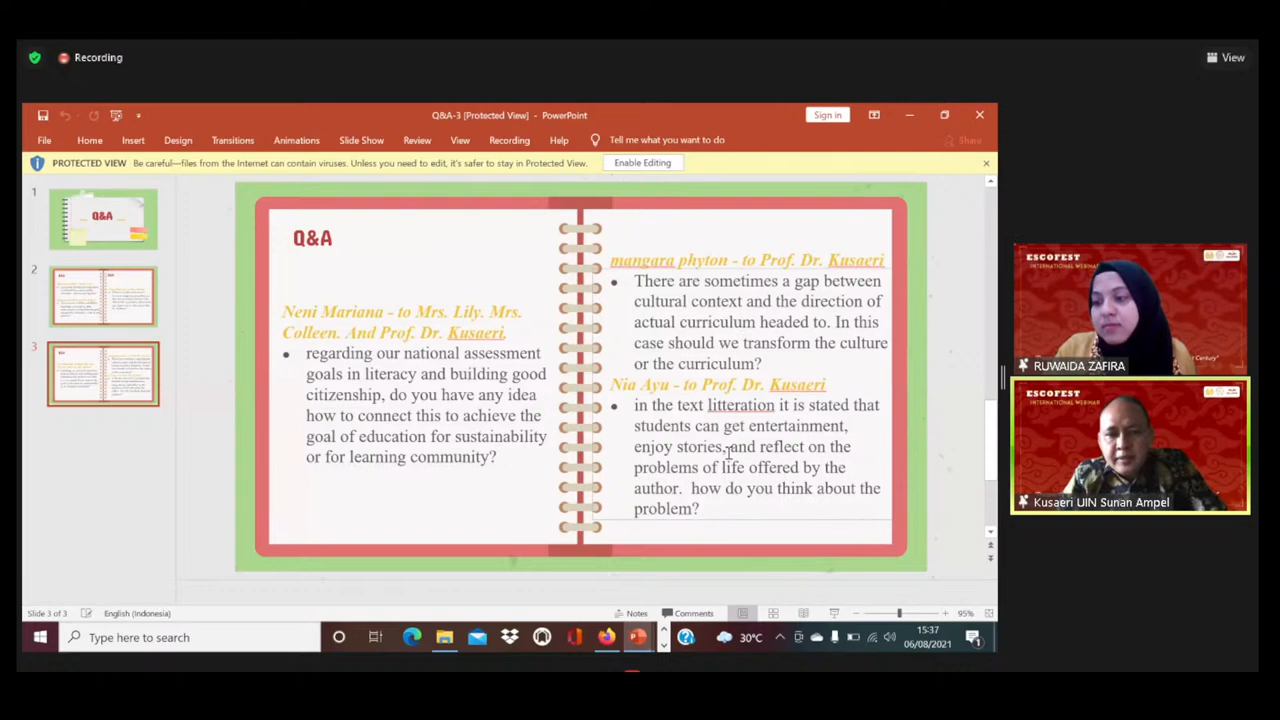 Recording
View
Q&A-3 [Protected View] - PowerPoint
Sign in
File Home Insert Design Transitions Animations Slide Show Review View Recording Help Tell me what you want to do Share
PROTECTED VIEW Be careful—files from the Internet can contain viruses. Unless you need to edit, it's safer to stay in Protected View. Enable Editing
1
Q&A
2
3
Q&A
Neni Mariana - to Mrs. Lily. Mrs.
Colleen. And Prof. Dr. Kusaeri.
• regarding our national assessment
goals in literacy and building good
citizenship, do you have any idea
how to connect this to achieve the
goal of education for sustainability
or for learning community?
mangara phyton - to Prof. Dr. Kusaeri
• There are sometimes a gap between
cultural context and the direction of
actual curriculum headed to. In this
case should we transform the culture
or the curriculum?
Nia Ayu - to Prof. Dr. Kusaeri
• in the text litteration it is stated that
students can get entertainment,
enjoy stories, and reflect on the
problems of life offered by the
author. how do you think about the
problem?
ESCOFEST
INTERNATIONAL WEBINAR
Century"
RUWAIDA ZAFIRA
ESCOFEST
INTERNATIONAL WEBINAR
Kusaeri UIN Sunan Ampel
Slide 3 of 3 English (Indonesia) Notes Comments 95%
Type here to search
30°C
15:37
06/08/2021
1